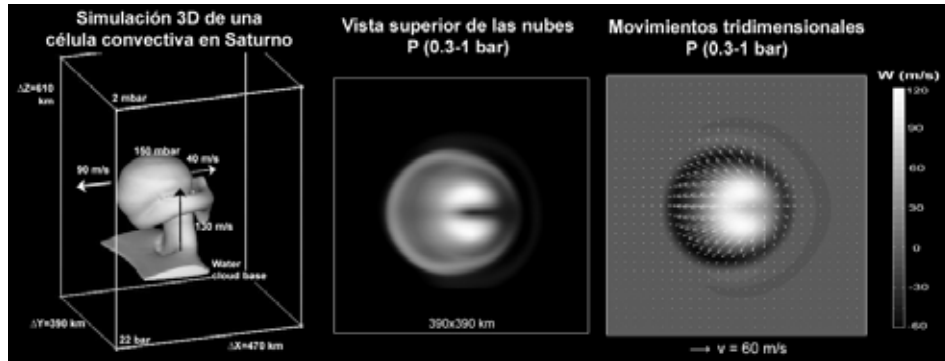 Simulación 3D de una
célula convectiva en Saturno
ΔZ=610
km
2 mbar
150 mbar
90 m/s
40 m/s
130 m/s
Water
cloud base
ΔY=390 km
22 bar
ΔX=470 km
Vista superior de las nubes
P (0.3-1 bar)
390x390 km
Movimientos tridimensionales
P (0.3-1 bar)
W (m/s)
120
90
60
30
0
-30
-60
→ v = 60 m/s